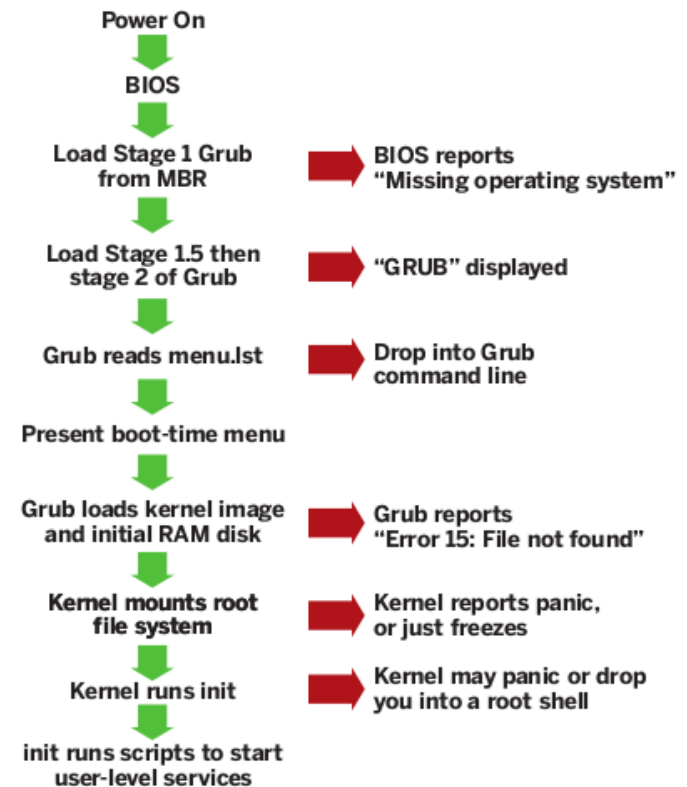 Power On
BIOS
Load Stage 1 Grub
from MBR
BIOS reports
“Missing operating system”
Load Stage 1.5 then
stage 2 of Grub
“GRUB” displayed
Grub reads menu.lst
Drop into Grub
command line
Present boot-time menu
Grub loads kernel image
and initial RAM disk
Grub reports
“Error 15: File not found”
Kernel mounts root
file system
Kernel reports panic,
or just freezes
Kernel runs init
Kernel may panic or drop
you into a root shell
init runs scripts to start
user-level services